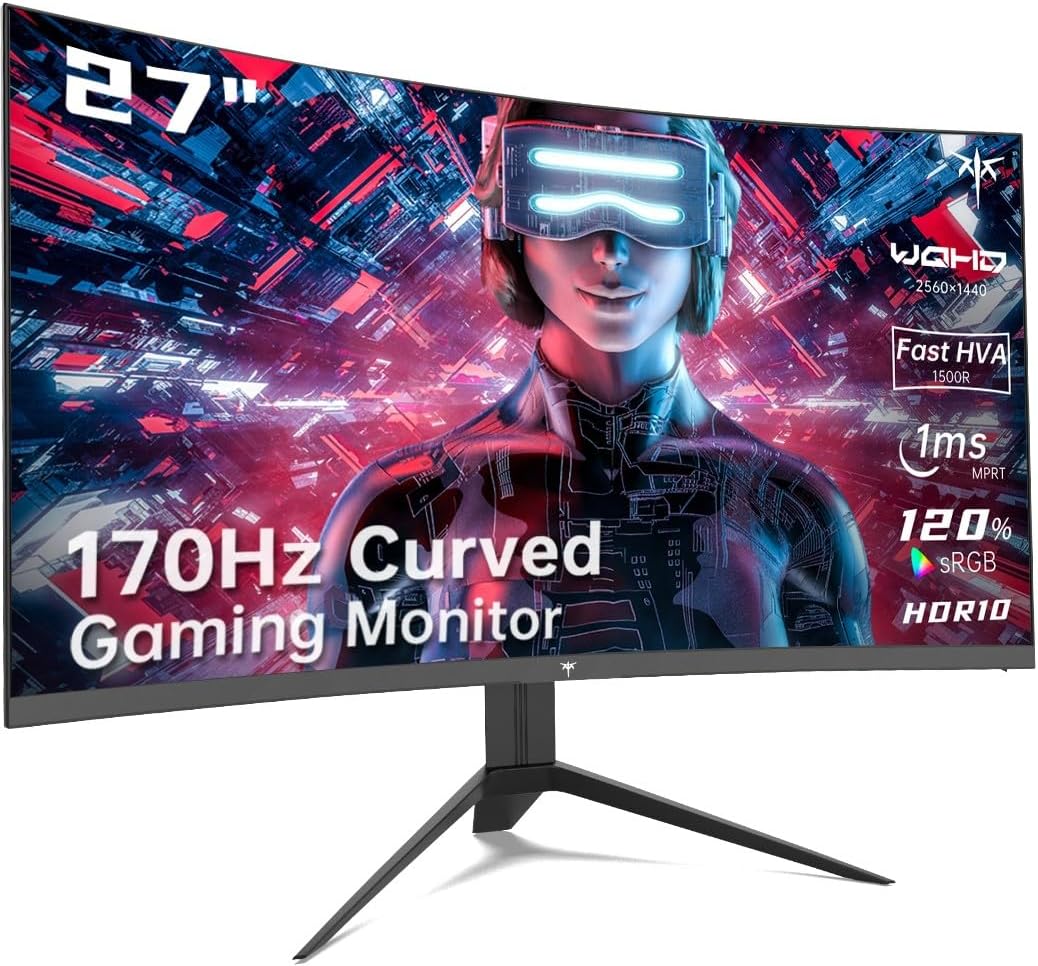 27"
WQHD
2560×1440
Fast HVA
1500R
1ms
MPRT
120%
sRGB
HDR10
170Hz Curved
Gaming Monitor